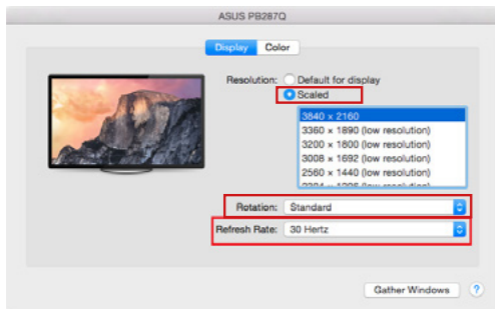 ASUS PB287Q
Display Color
Resolution: Default for display
Scaled
3840 × 2160
3360 × 1890 (low resolution)
3200 × 1800 (low resolution)
3008 × 1692 (low resolution)
2560 × 1440 (low resolution)
Rotation: Standard
Refresh Rate: 30 Hertz
Gather Windows ?